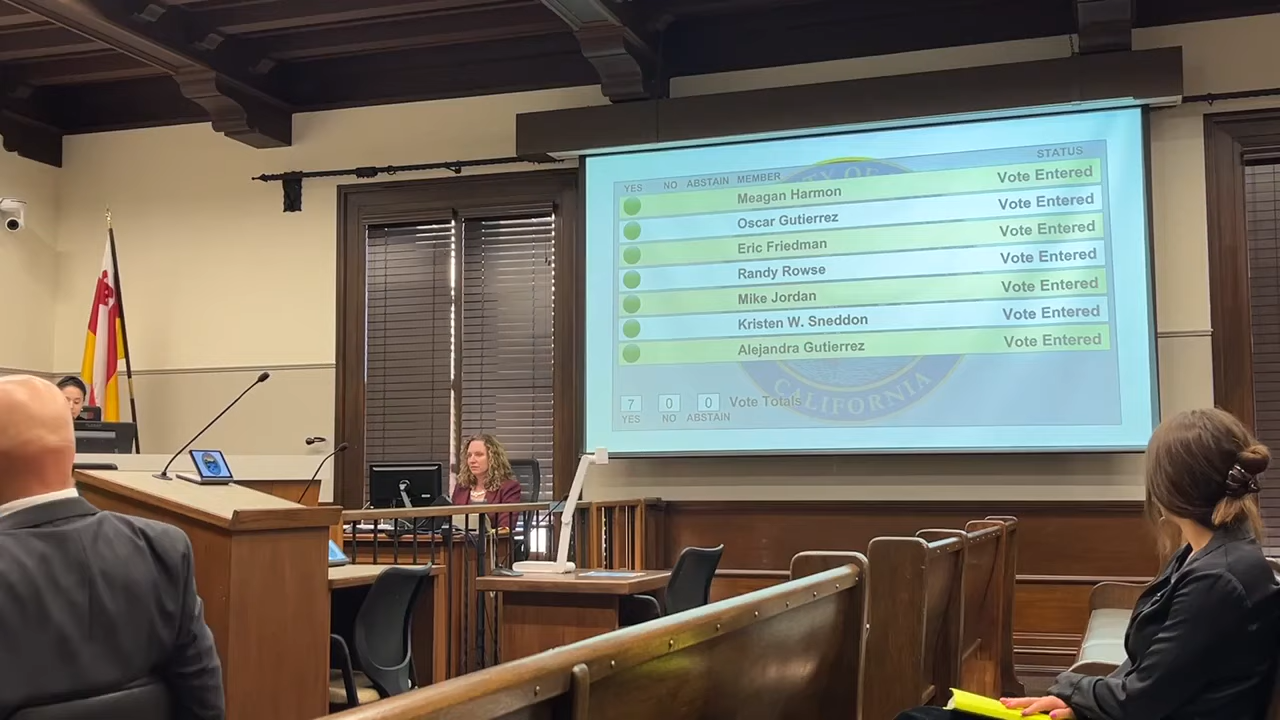 STATUS
YES NO ABSTAIN MEMBER
Meagan Harmon Vote Entered
Oscar Gutierrez Vote Entered
Eric Friedman Vote Entered
Randy Rowse Vote Entered
Mike Jordan Vote Entered
Kristen W. Sneddon Vote Entered
Alejandra Gutierrez Vote Entered
7 0 0 Vote Totals
YES NO ABSTAIN
CALIFORNIA